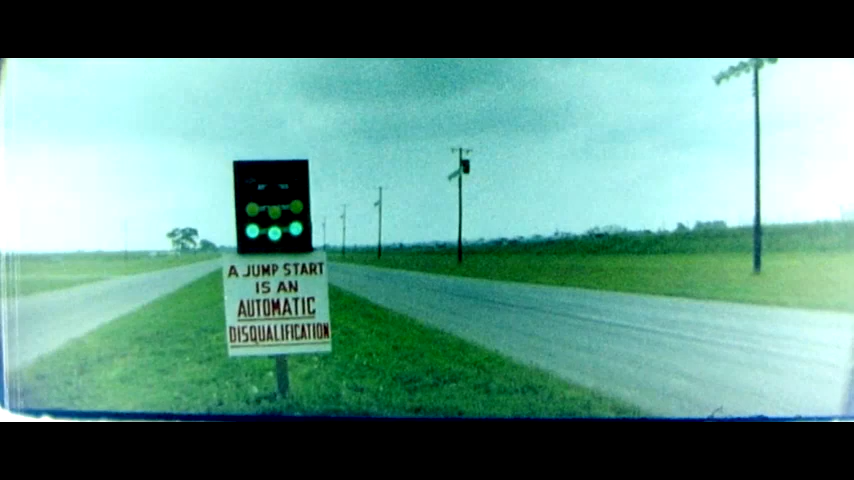 A JUMP START
IS AN
AUTOMATIC
DISQUALIFICATION